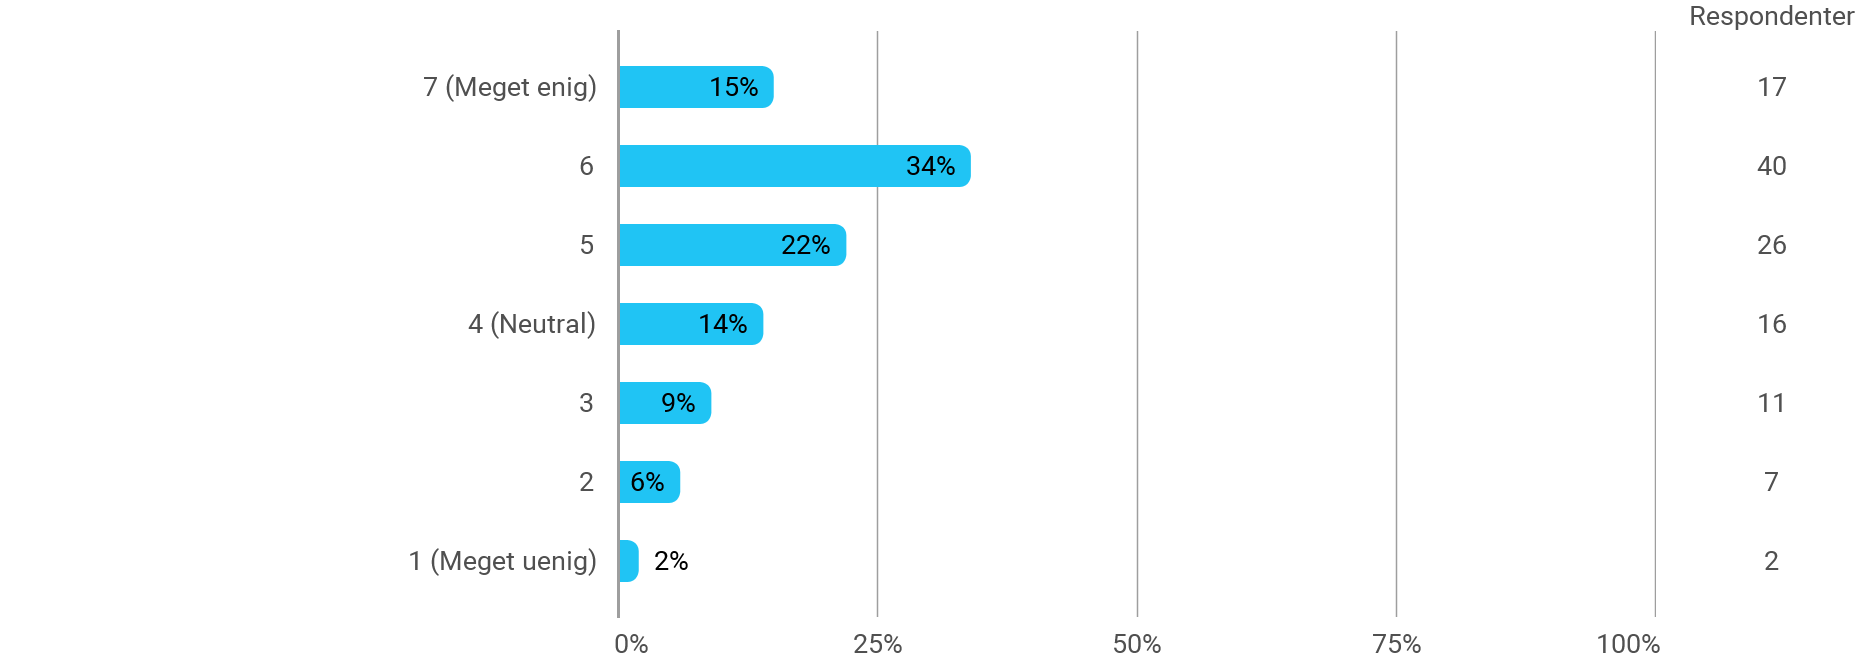 Respondenter
7 (Meget enig) 15% 17
6 34% 40
5 22% 26
4 (Neutral) 14% 16
3 9% 11
2 6% 7
1 (Meget uenig) 2% 2
0% 25% 50% 75% 100%